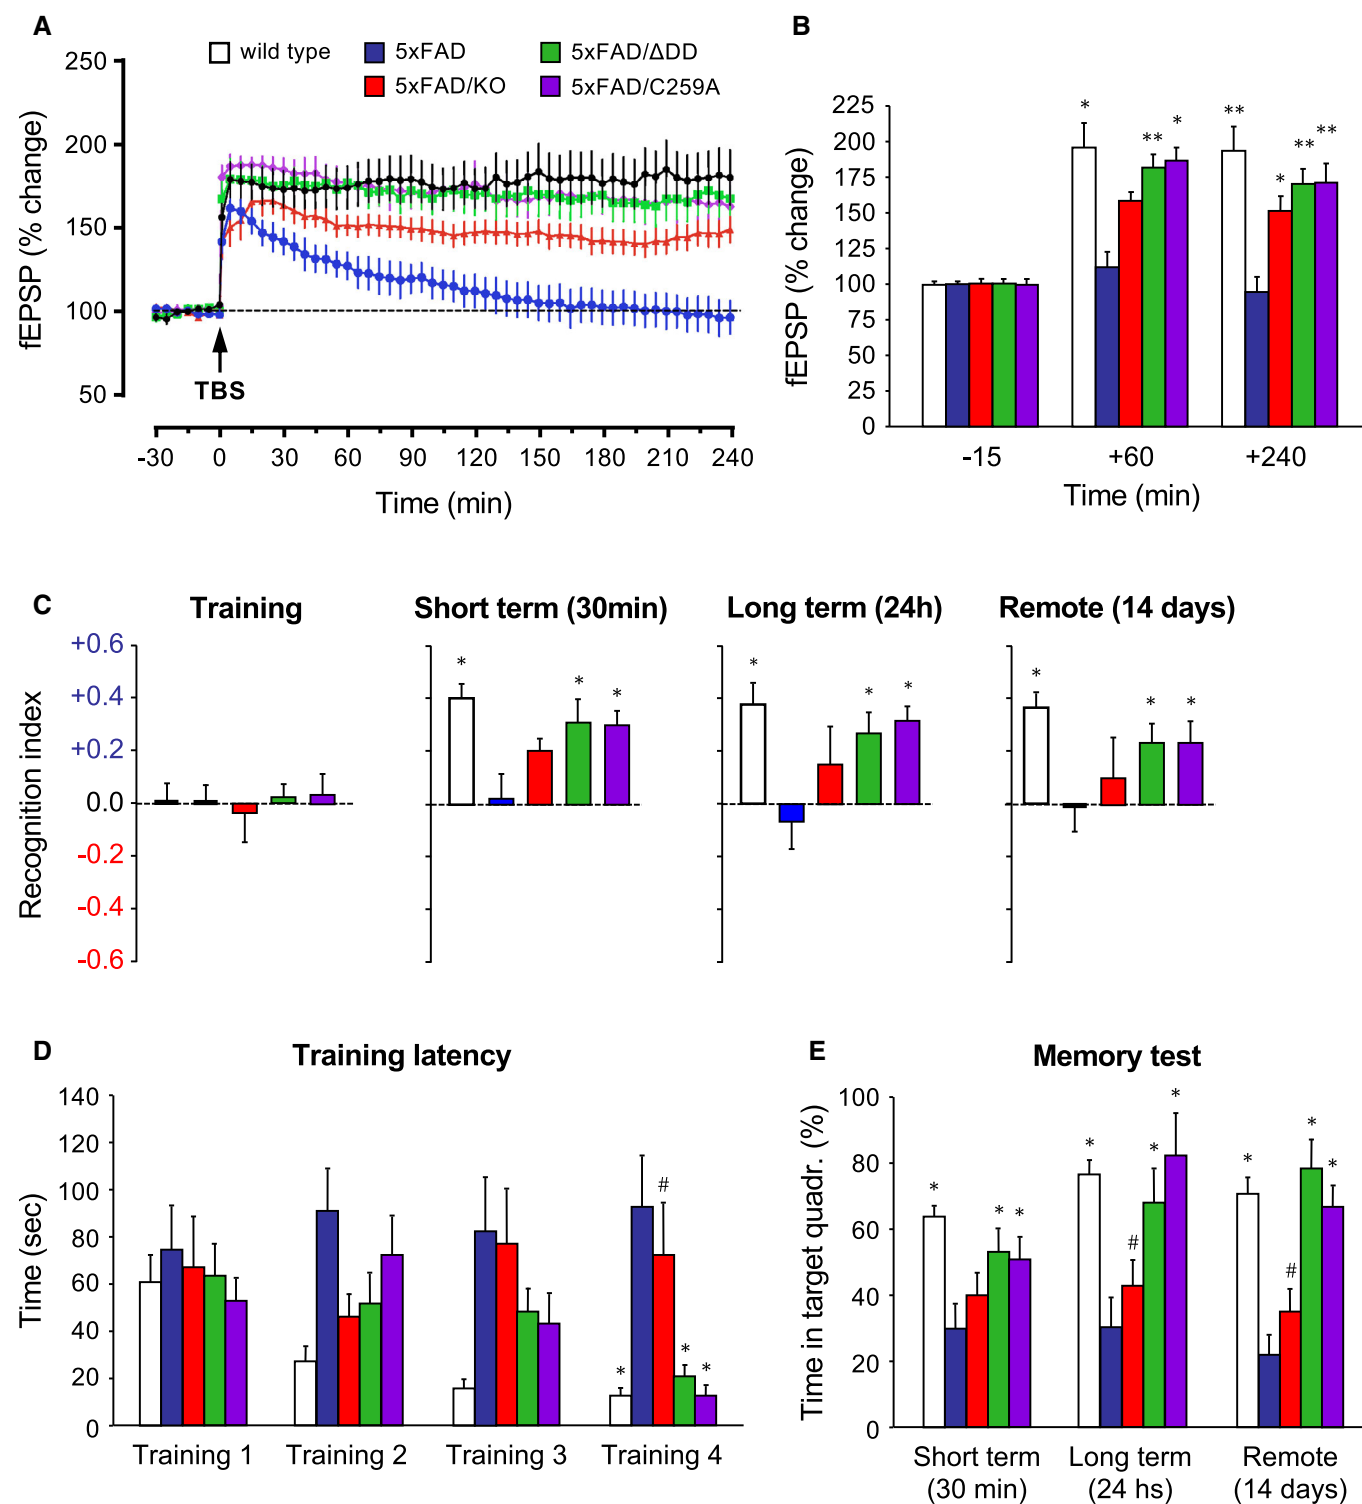 A
wild type
5xFAD
5xFAD/ΔDD
5xFAD/KO
5xFAD/C259A
fEPSP (% change)
250
200
150
100
50
TBS
-30 0 30 60 90 120 150 180 210 240
Time (min)
B
fEPSP (% change)
225
200
175
150
125
100
75
50
25
0
* ** * ** * ** **
-15 +60 +240
Time (min)
C
Training
Short term (30min)
Long term (24h)
Remote (14 days)
Recognition index
+0.6
+0.4
+0.2
0.0
-0.2
-0.4
-0.6
* * *
* * *
* * *
D
Training latency
Time (sec)
140
120
100
80
60
40
20
0
* # * *
Training 1 Training 2 Training 3 Training 4
E
Memory test
Time in target quadr. (%)
100
80
60
40
20
0
* * *
* # * *
* # * *
Short term
(30 min)
Long term
(24 hs)
Remote
(14 days)